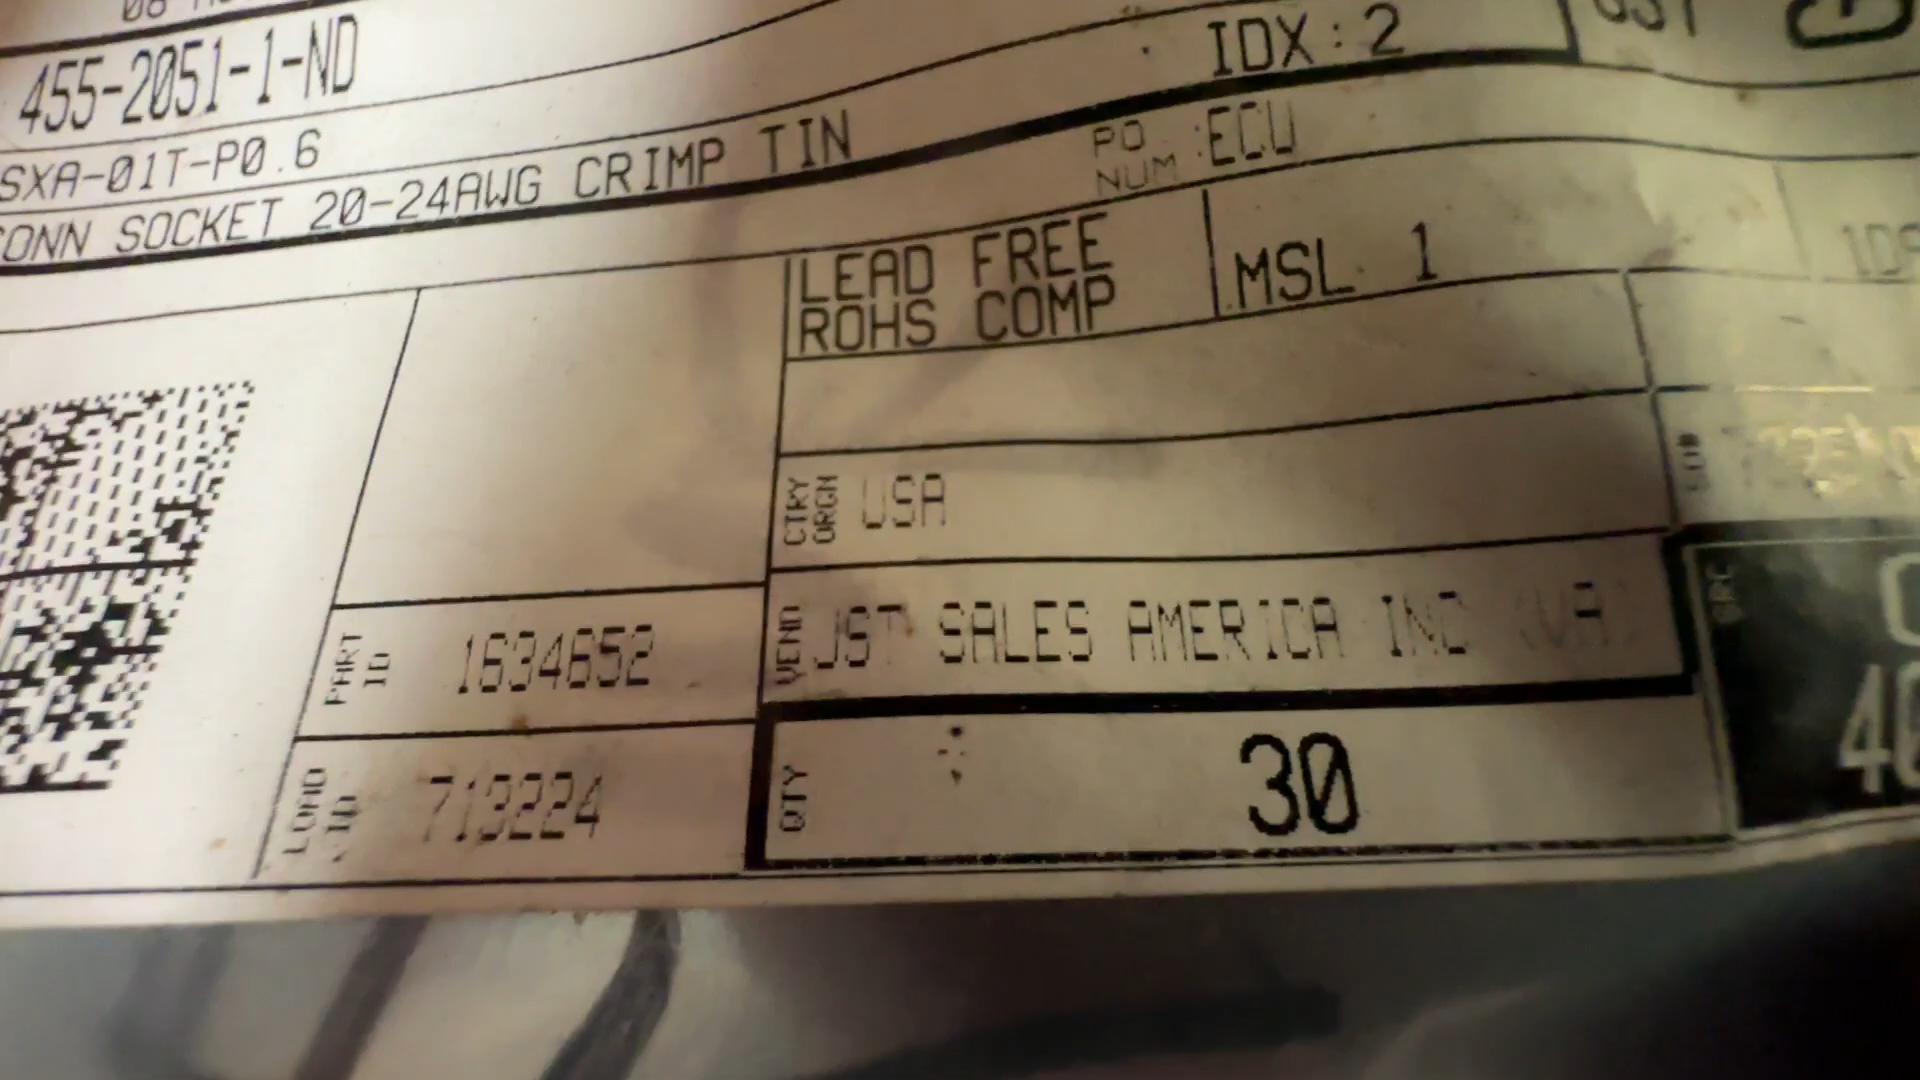 455-2051-1-ND
IDX: 2
SXA-01T-P0.6
CONN SOCKET 20-24AWG CRIMP TIN
PO NUM :ECU
LEAD FREE
ROHS COMP
MSL 1
CTRY ORGN USA
VEND JST SALES AMERICA INC (VA)
PART ID 1634652
LOAD ID 713224
QTY 30